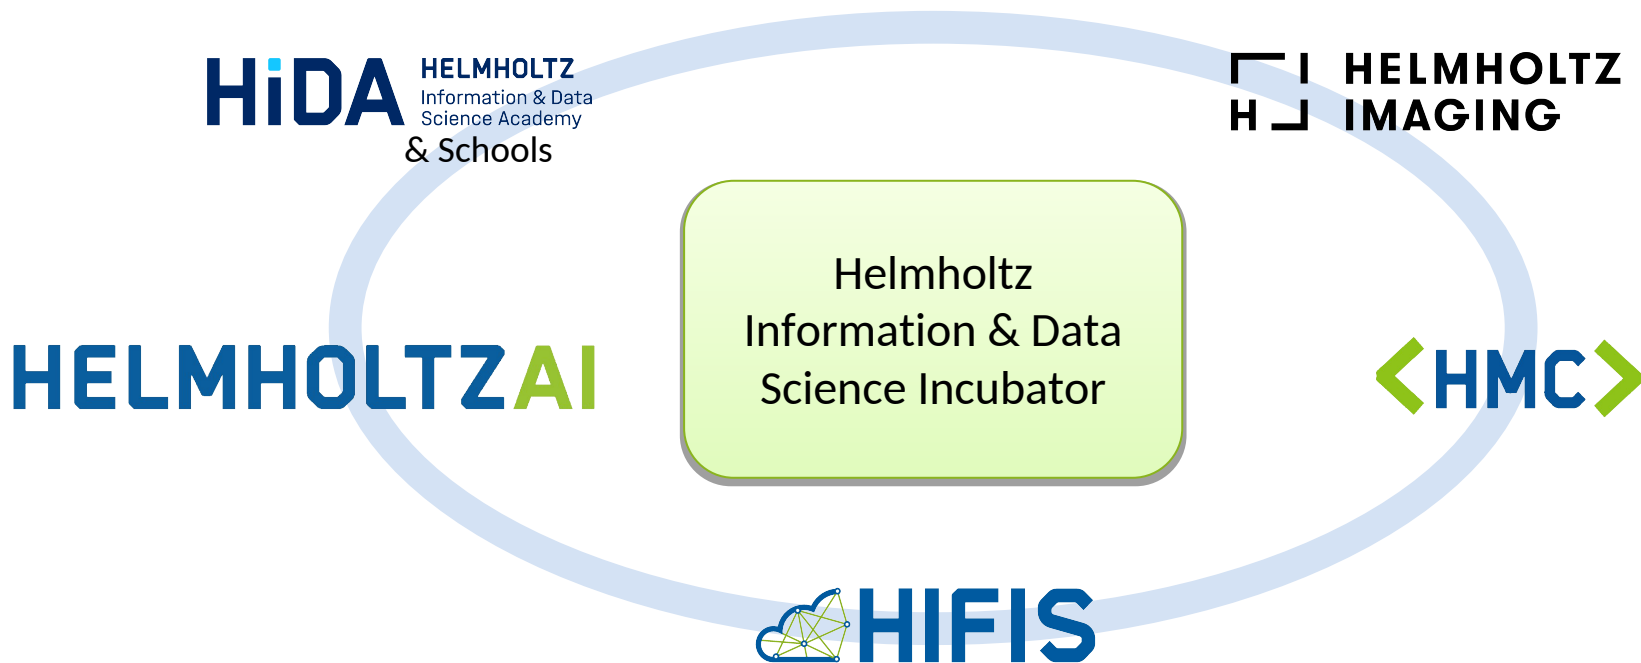 HiDA
HELMHOLTZ
Information & Data
Science Academy
& Schools
HELMHOLTZ
H IMAGING
Helmholtz
Information & Data
Science Incubator
HELMHOLTZAI
HMC
HIFIS